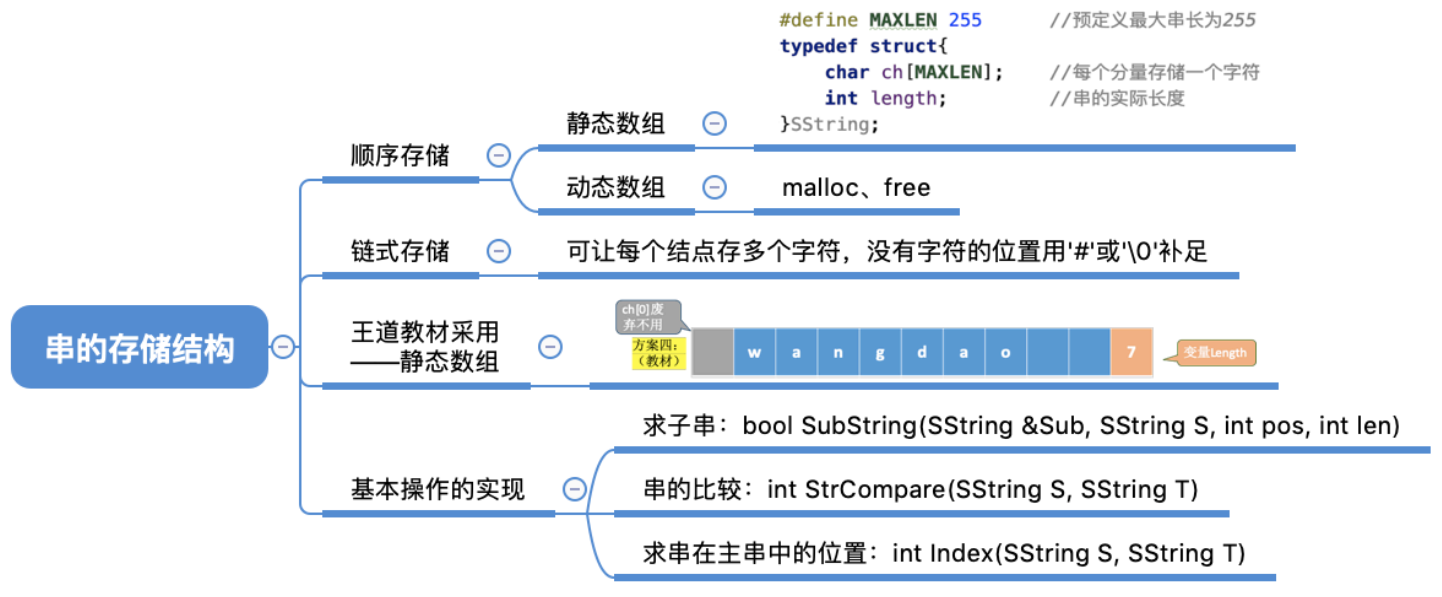 #define MAXLEN 255 //预定义最大串长为255
typedef struct{
char ch[MAXLEN]; //每个分量存储一个字符
int length; //串的实际长度
}SString;
静态数组
顺序存储
动态数组
malloc、free
链式存储
可让每个结点存多个字符，没有字符的位置用'#'或'\0'补足
串的存储结构
王道教材采用
——静态数组
ch[0]废
弃不用
方案四：
（教材）
w a n g d a o 7
变量Length
基本操作的实现
求子串：bool SubString(SString &Sub, SString S, int pos, int len)
串的比较：int StrCompare(SString S, SString T)
求串在主串中的位置：int Index(SString S, SString T)